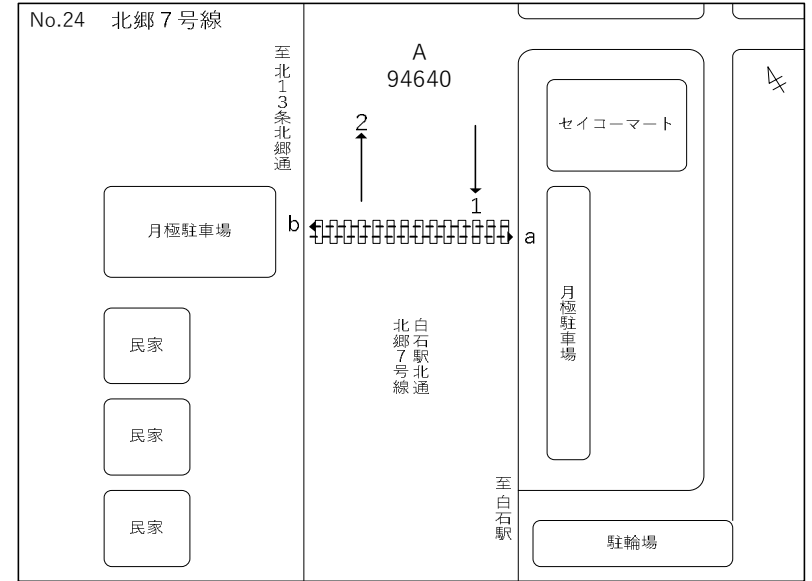 No.24 北郷７号線
至北13条北郷通
A
94640
2
1
セイコーマート
月極駐車場
b
a
月極駐車場
民家
白石駅北通
北郷７号線
民家
至白石駅
民家
駐輪場